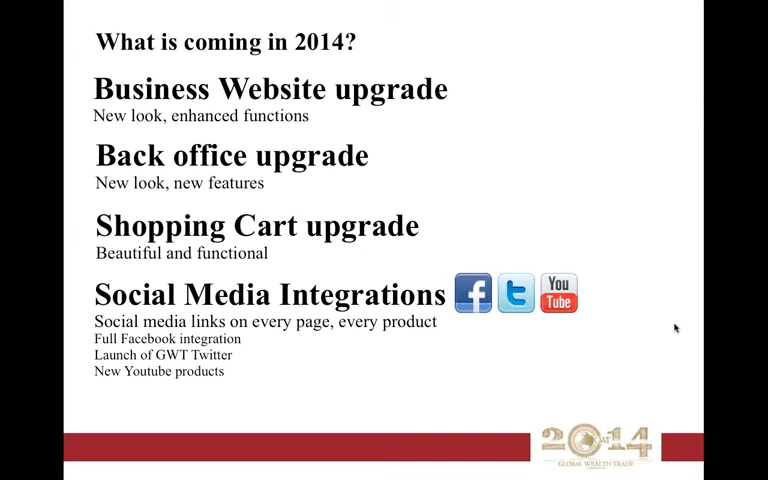 What is coming in 2014?
Business Website upgrade
New look, enhanced functions
Back office upgrade
New look, new features
Shopping Cart upgrade
Beautiful and functional
Social Media Integrations
f t You
Tube
Social media links on every page, every product
Full Facebook integration
Launch of GWT Twitter
New Youtube products
2014
GWT
GLOBAL WEALTH TRADE